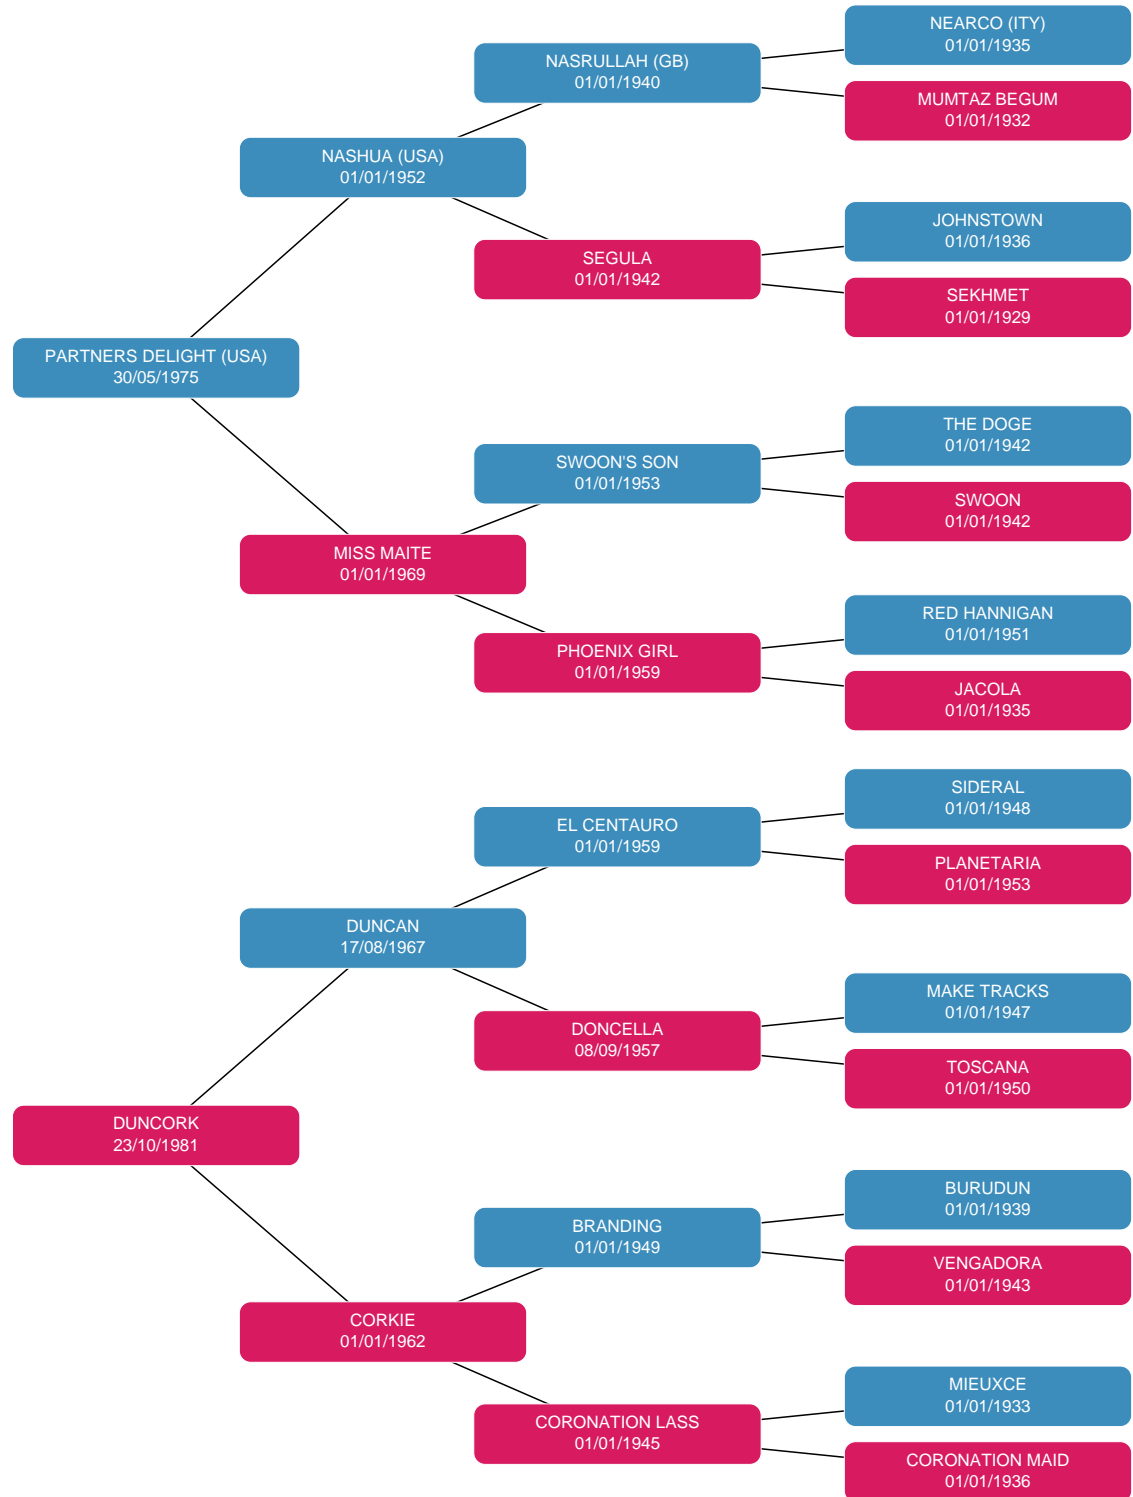 NEARCO (ITY)
01/01/1935
NASRULLAH (GB)
01/01/1940
MUMTAZ BEGUM
01/01/1932
NASHUA (USA)
01/01/1952
JOHNSTOWN
01/01/1936
SEGULA
01/01/1942
SEKHMET
01/01/1929
PARTNERS DELIGHT (USA)
30/05/1975
THE DOGE
01/01/1942
SWOON'S SON
01/01/1953
SWOON
01/01/1942
MISS MAITE
01/01/1969
RED HANNIGAN
01/01/1951
PHOENIX GIRL
01/01/1959
JACOLA
01/01/1935
SIDERAL
01/01/1948
EL CENTAURO
01/01/1959
PLANETARIA
01/01/1953
DUNCAN
17/08/1967
MAKE TRACKS
01/01/1947
DONCELLA
08/09/1957
TOSCANA
01/01/1950
DUNCORK
23/10/1981
BURUDUN
01/01/1939
BRANDING
01/01/1949
VENGADORA
01/01/1943
CORKIE
01/01/1962
MIEUXCE
01/01/1933
CORONATION LASS
01/01/1945
CORONATION MAID
01/01/1936